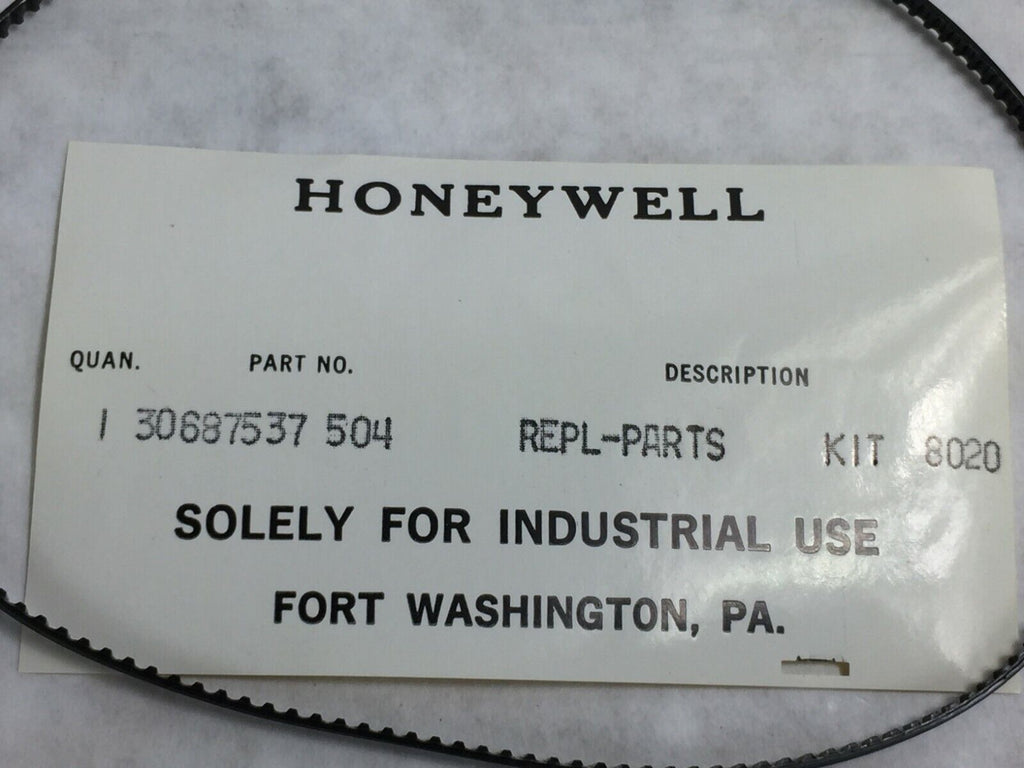 HONEYWELL
QUAN. PART NO. DESCRIPTION
1 30687537 504 REPL-PARTS KIT 8020
SOLELY FOR INDUSTRIAL USE
FORT WASHINGTON, PA.